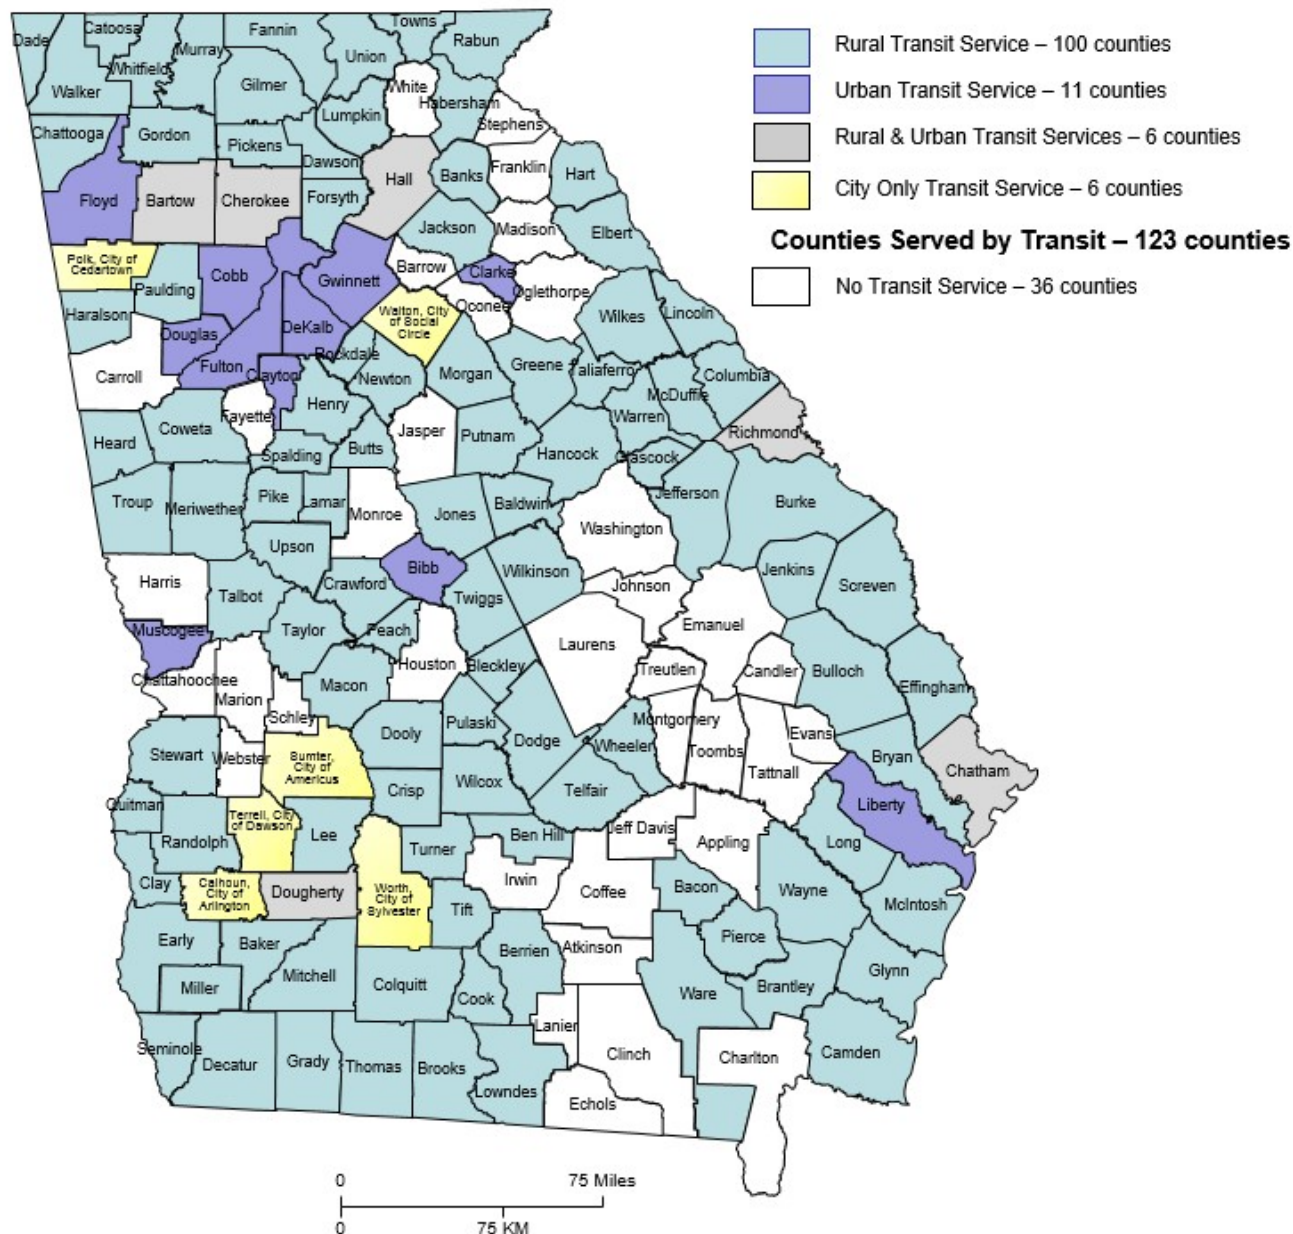 Rural Transit Service – 100 counties
Urban Transit Service – 11 counties
Rural & Urban Transit Services – 6 counties
City Only Transit Service – 6 counties
Counties Served by Transit – 123 counties
No Transit Service – 36 counties
Dade
Catoosa
Whitfield
Murray
Fannin
Towns
Union
Rabun
Walker
Gilmer
White
Habersham
Lumpkin
Stephens
Chattooga
Gordon
Pickens
Dawson
Hall
Banks
Franklin
Hart
Floyd
Bartow
Cherokee
Forsyth
Jackson
Madison
Elbert
Polk, City of
Cedartown
Paulding
Cobb
Gwinnett
Barrow
Clarke
Oglethorpe
Oconee
Haralson
Douglas
DeKalb
Walton, City
of Social
Circle
Wilkes
Lincoln
Carroll
Fulton
Clayton
Rockdale
Newton
Morgan
Greene
Taliaferro
Columbia
McDuffie
Fayette
Henry
Jasper
Putnam
Warren
Richmond
Heard
Coweta
Spalding
Butts
Hancock
Glascock
Troup
Meriwether
Pike
Lamar
Monroe
Jones
Baldwin
Jefferson
Burke
Washington
Upson
Harris
Talbot
Crawford
Bibb
Twiggs
Wilkinson
Johnson
Jenkins
Screven
Muscogee
Taylor
Peach
Houston
Bleckley
Laurens
Emanuel
Treutlen
Candler
Bulloch
Effingham
Chattahoochee
Marion
Schley
Macon
Dooly
Pulaski
Dodge
Wheeler
Montgomery
Toombs
Tattnall
Evans
Bryan
Chatham
Stewart
Webster
Sumter,
City of
Americus
Crisp
Wilcox
Telfair
Liberty
Quitman
Randolph
Terrell, City
of Dawson
Lee
Turner
Ben Hill
Jeff Davis
Appling
Long
Clay
Calhoun,
City of
Arlington
Dougherty
Worth,
City of
Sylvester
Tift
Irwin
Coffee
Bacon
Wayne
McIntosh
Early
Baker
Mitchell
Miller
Colquitt
Cook
Berrien
Atkinson
Pierce
Ware
Brantley
Glynn
Seminole
Decatur
Grady
Thomas
Brooks
Lowndes
Lanier
Clinch
Echols
Charlton
Camden
0
75 Miles
0
75 KM